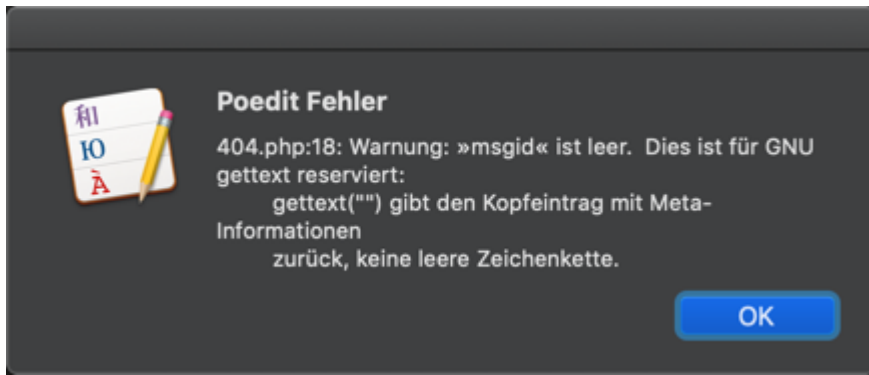 和
Ю
À
Poedit Fehler
404.php:18: Warnung: »msgid« ist leer.  Dies ist für GNU
gettext reserviert:
gettext("") gibt den Kopfeintrag mit Meta-
Informationen
zurück, keine leere Zeichenkette.
OK